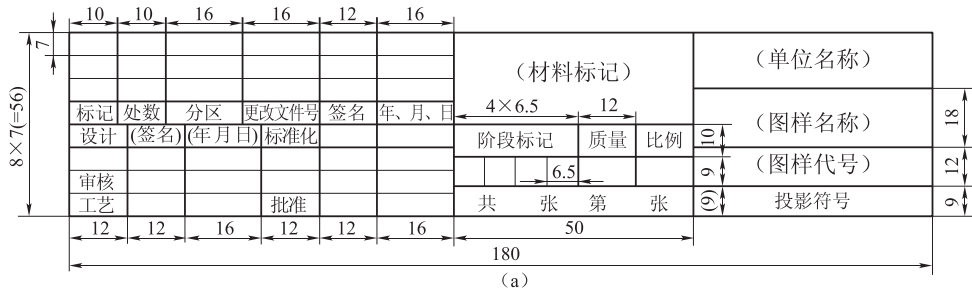 10 10 16 16 12 16
7
8×7(=56)
(材料标记)
(单位名称)
标记 处数 分区 更改文件号 签名 年、月、日
4×6.5 12
(图样名称)
18
设计 (签名) (年月日) 标准化
阶段标记 质量 比例
10
(图样代号)
12
6.5
9
审核
工艺 批准
共 张 第 张
(9)
投影符号
9
12 12 16 12 12 16 50
180
(a)